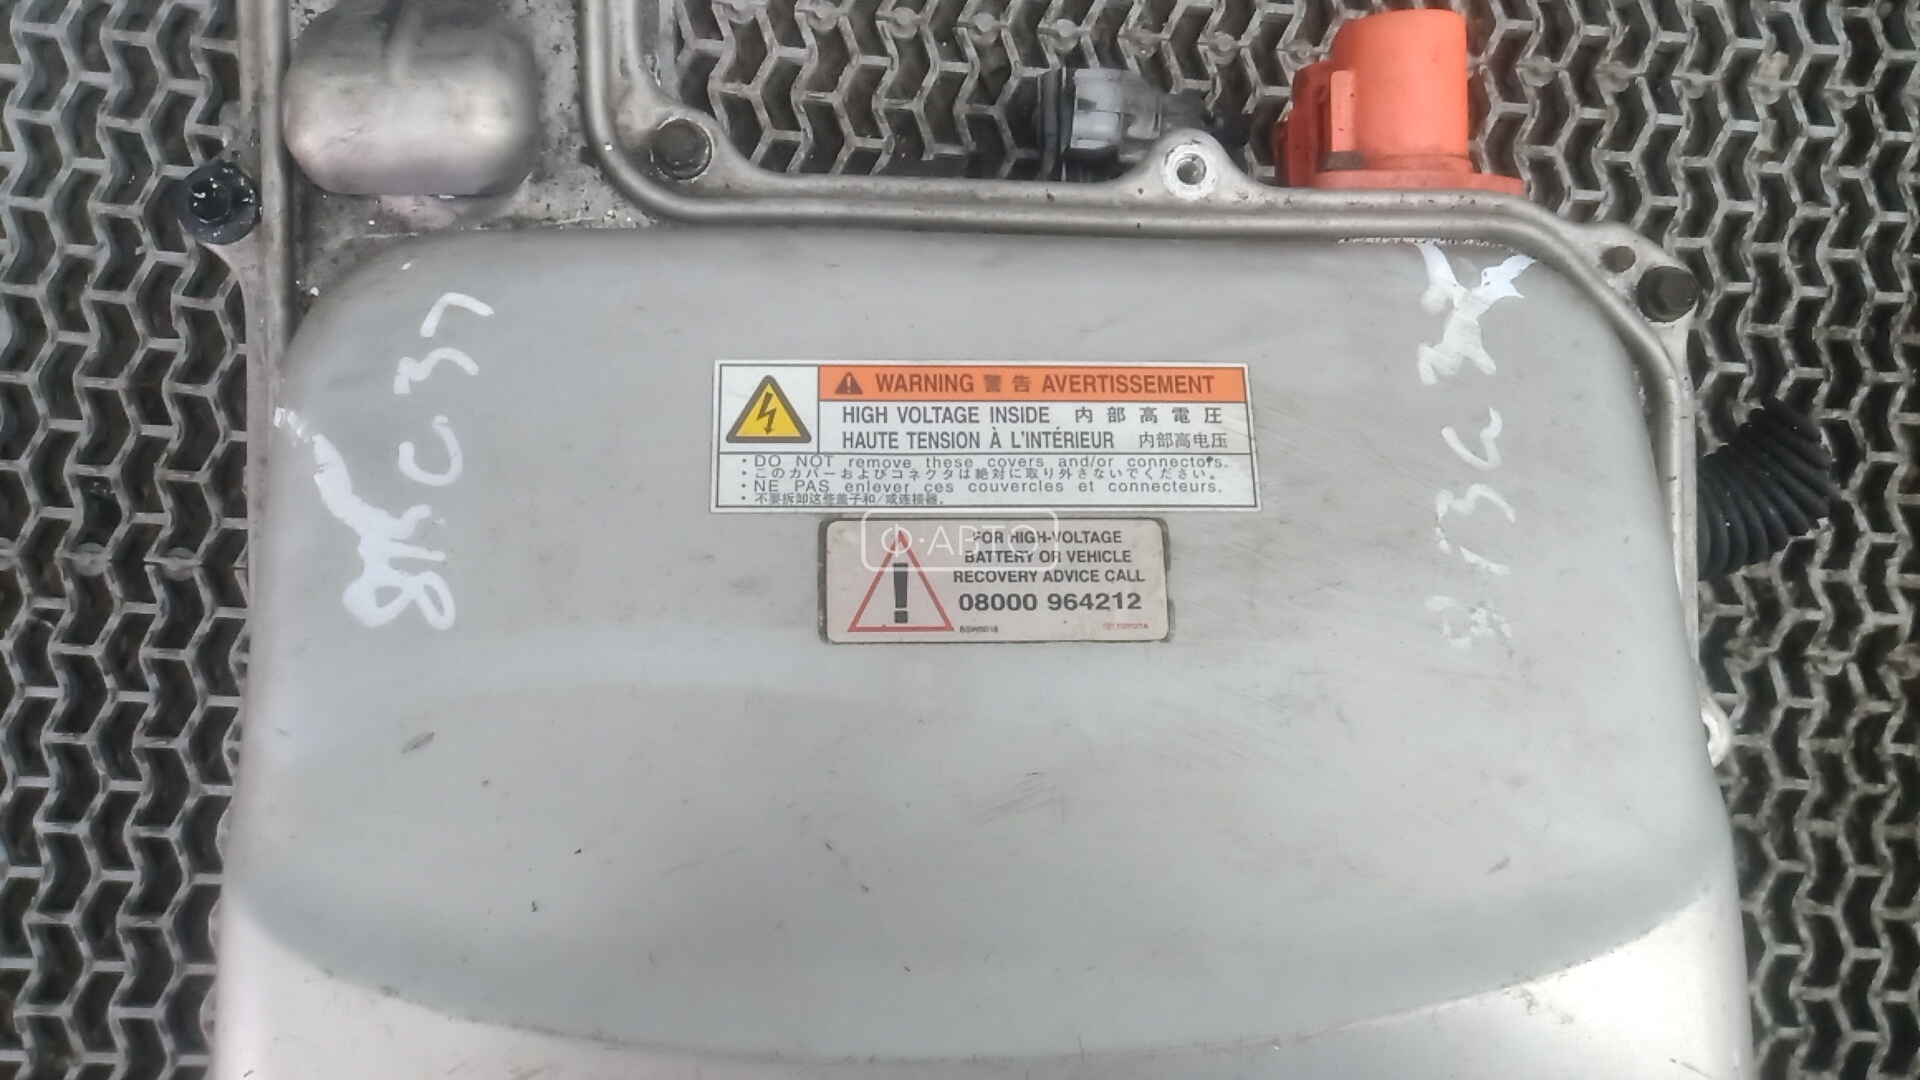 WARNING 警告 AVERTISSEMENT
HIGH VOLTAGE INSIDE 内部高電圧
HAUTE TENSION À L'INTÉRIEUR 内部高电压
・DO NOT remove these covers and/or connectors.
・このカバーおよびコネクタは絶対に取り外さないでください。
・NE PAS enlever ces couvercles et connecteurs.
・不要拆卸这些盖子和/或连接器。
Ф·АВТО
FOR HIGH-VOLTAGE
BATTERY OR VEHICLE
RECOVERY ADVICE CALL
08000 964212
TOYOTA